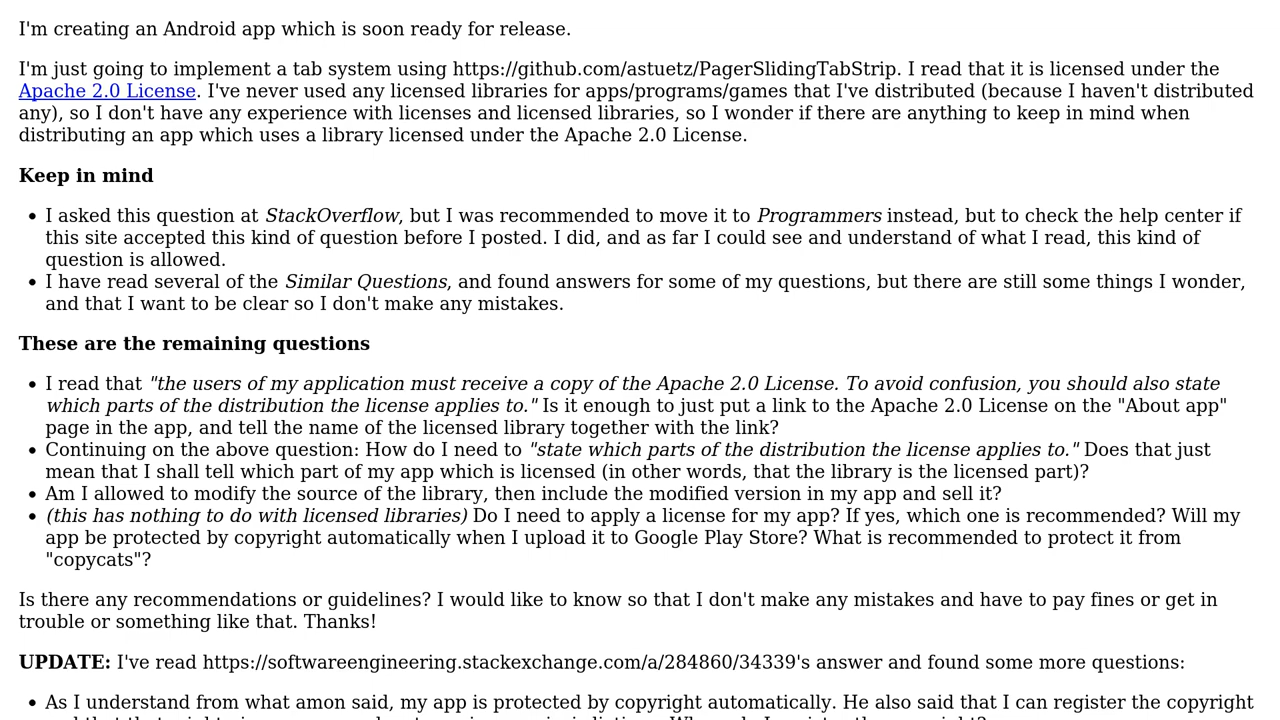 I'm creating an Android app which is soon ready for release.
I'm just going to implement a tab system using https://github.com/astuetz/PagerSlidingTabStrip. I read that it is licensed under the
Apache 2.0 License. I've never used any licensed libraries for apps/programs/games that I've distributed (because I haven't distributed
any), so I don't have any experience with licenses and licensed libraries, so I wonder if there are anything to keep in mind when
distributing an app which uses a library licensed under the Apache 2.0 License.
Keep in mind
• I asked this question at StackOverflow, but I was recommended to move it to Programmers instead, but to check the help center if
this site accepted this kind of question before I posted. I did, and as far I could see and understand of what I read, this kind of
question is allowed.
• I have read several of the Similar Questions, and found answers for some of my questions, but there are still some things I wonder,
and that I want to be clear so I don't make any mistakes.
These are the remaining questions
• I read that "the users of my application must receive a copy of the Apache 2.0 License. To avoid confusion, you should also state
which parts of the distribution the license applies to." Is it enough to just put a link to the Apache 2.0 License on the "About app"
page in the app, and tell the name of the licensed library together with the link?
• Continuing on the above question: How do I need to "state which parts of the distribution the license applies to." Does that just
mean that I shall tell which part of my app which is licensed (in other words, that the library is the licensed part)?
• Am I allowed to modify the source of the library, then include the modified version in my app and sell it?
• (this has nothing to do with licensed libraries) Do I need to apply a license for my app? If yes, which one is recommended? Will my
app be protected by copyright automatically when I upload it to Google Play Store? What is recommended to protect it from
"copycats"?
Is there any recommendations or guidelines? I would like to know so that I don't make any mistakes and have to pay fines or get in
trouble or something like that. Thanks!
UPDATE: I've read https://softwareengineering.stackexchange.com/a/284860/34339's answer and found some more questions:
• As I understand from what amon said, my app is protected by copyright automatically. He also said that I can register the copyright